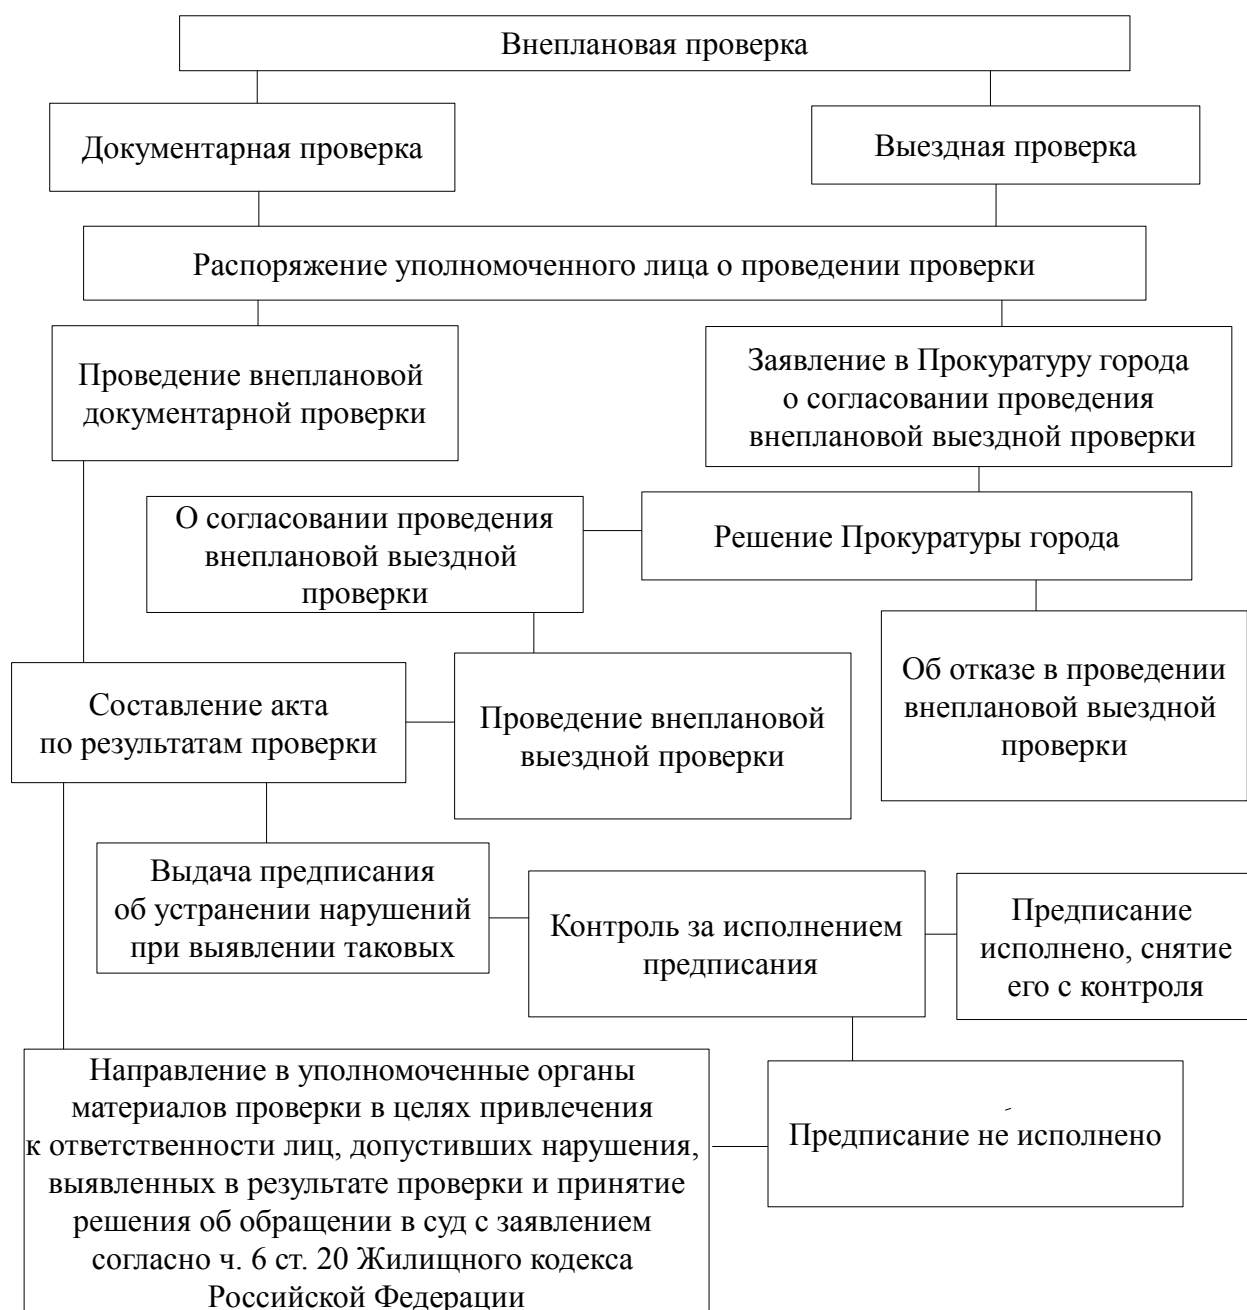 Внеплановая проверка
Документарная проверка
Выездная проверка
Распоряжение уполномоченного лица о проведении проверки
Проведение внеплановой
документарной проверки
Заявление в Прокуратуру города
о согласовании проведения
внеплановой выездной проверки
О согласовании проведения
внеплановой выездной
проверки
Решение Прокуратуры города
Составление акта
по результатам проверки
Проведение внеплановой
выездной проверки
Об отказе в проведении
внеплановой выездной
проверки
Выдача предписания
об устранении нарушений
при выявлении таковых
Контроль за исполнением
предписания
Предписание
исполнено, снятие
его с контроля
Направление в уполномоченные органы
материалов проверки в целях привлечения
к ответственности лиц, допустивших нарушения,
выявленных в результате проверки и принятие
решения об обращении в суд с заявлением
согласно ч. 6 ст. 20 Жилищного кодекса
Российской Федерации
Предписание не исполнено